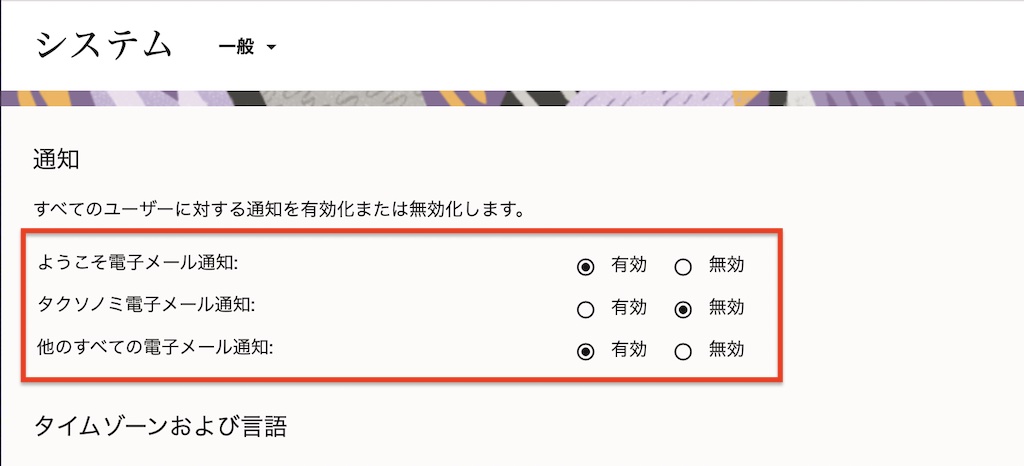 システム 一般
通知
すべてのユーザーに対する通知を有効化または無効化します。
ようこそ電子メール通知: 有効 無効
タクソノミ電子メール通知: 有効 無効
他のすべての電子メール通知: 有効 無効
タイムゾーンおよび言語